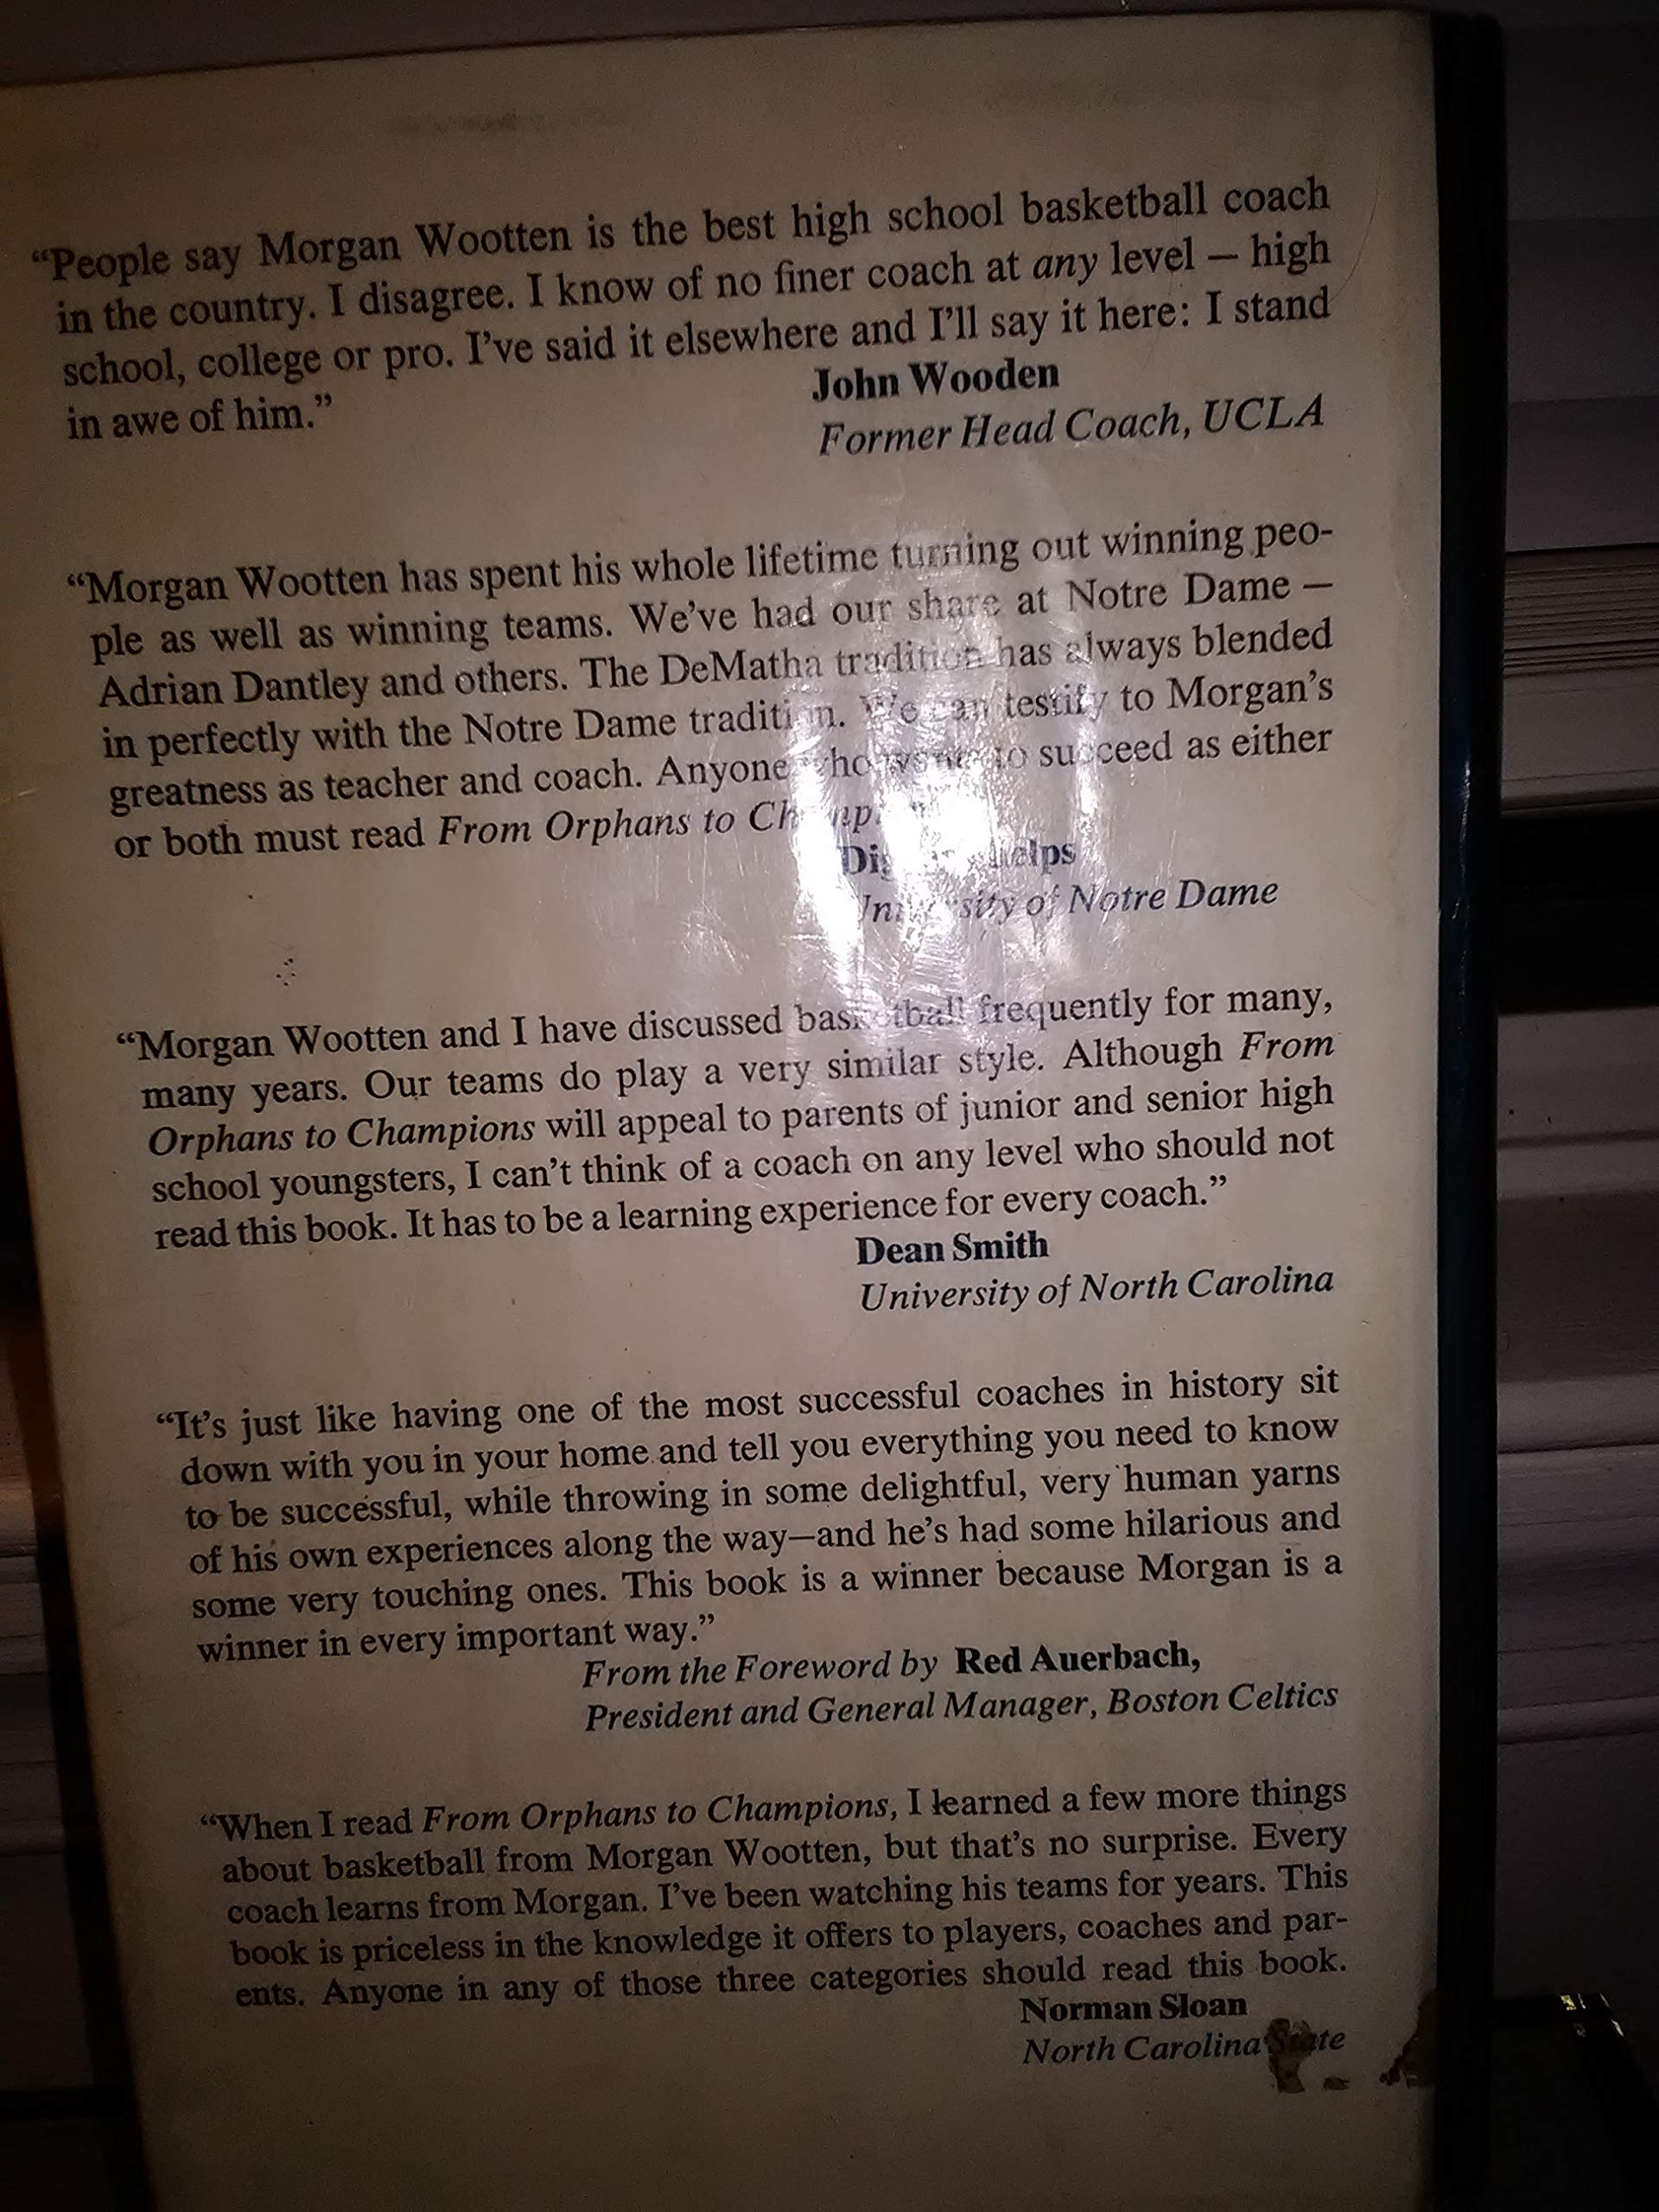 “People say Morgan Wootten is the best high school basketball coach
in the country. I disagree. I know of no finer coach at any level — high
school, college or pro. I’ve said it elsewhere and I’ll say it here: I stand
in awe of him.”
John Wooden
Former Head Coach, UCLA
“Morgan Wootten has spent his whole lifetime turning out winning peo-
ple as well as winning teams. We’ve had our share at Notre Dame —
Adrian Dantley and others. The DeMatha tradition has always blended
in perfectly with the Notre Dame tradition. We can testify to Morgan’s
greatness as teacher and coach. Anyone who wants to succeed as either
or both must read From Orphans to
University of Notre Dame
“Morgan Wootten and I have discussed basketball frequently for many,
many years. Our teams do play a very similar style. Although From
Orphans to Champions will appeal to parents of junior and senior high
school youngsters, I can’t think of a coach on any level who should not
read this book. It has to be a learning experience for every coach.”
Dean Smith
University of North Carolina
“It’s just like having one of the most successful coaches in history sit
down with you in your home and tell you everything you need to know
to be successful, while throwing in some delightful, very human yarns
of his own experiences along the way—and he’s had some hilarious and
some very touching ones. This book is a winner because Morgan is a
winner in every important way.”
From the Foreword by Red Auerbach,
President and General Manager, Boston Celtics
“When I read From Orphans to Champions, I learned a few more things
about basketball from Morgan Wootten, but that’s no surprise. Every
coach learns from Morgan. I’ve been watching his teams for years. This
book is priceless in the knowledge it offers to players, coaches and par-
ents. Anyone in any of those three categories should read this book.
Norman Sloan
North Carolina State